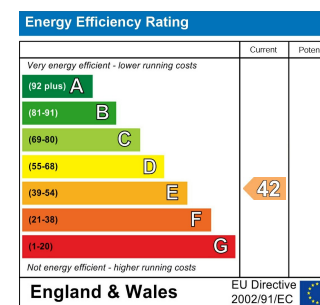 Energy Efficiency Rating
Current Poten
Very energy efficient - lower running costs
(92 plus) A
(81-91) B
(69-80) C
(55-68) D
(39-54) E 42
(21-38) F
(1-20) G
Not energy efficient - higher running costs
England & Wales
EU Directive
2002/91/EC